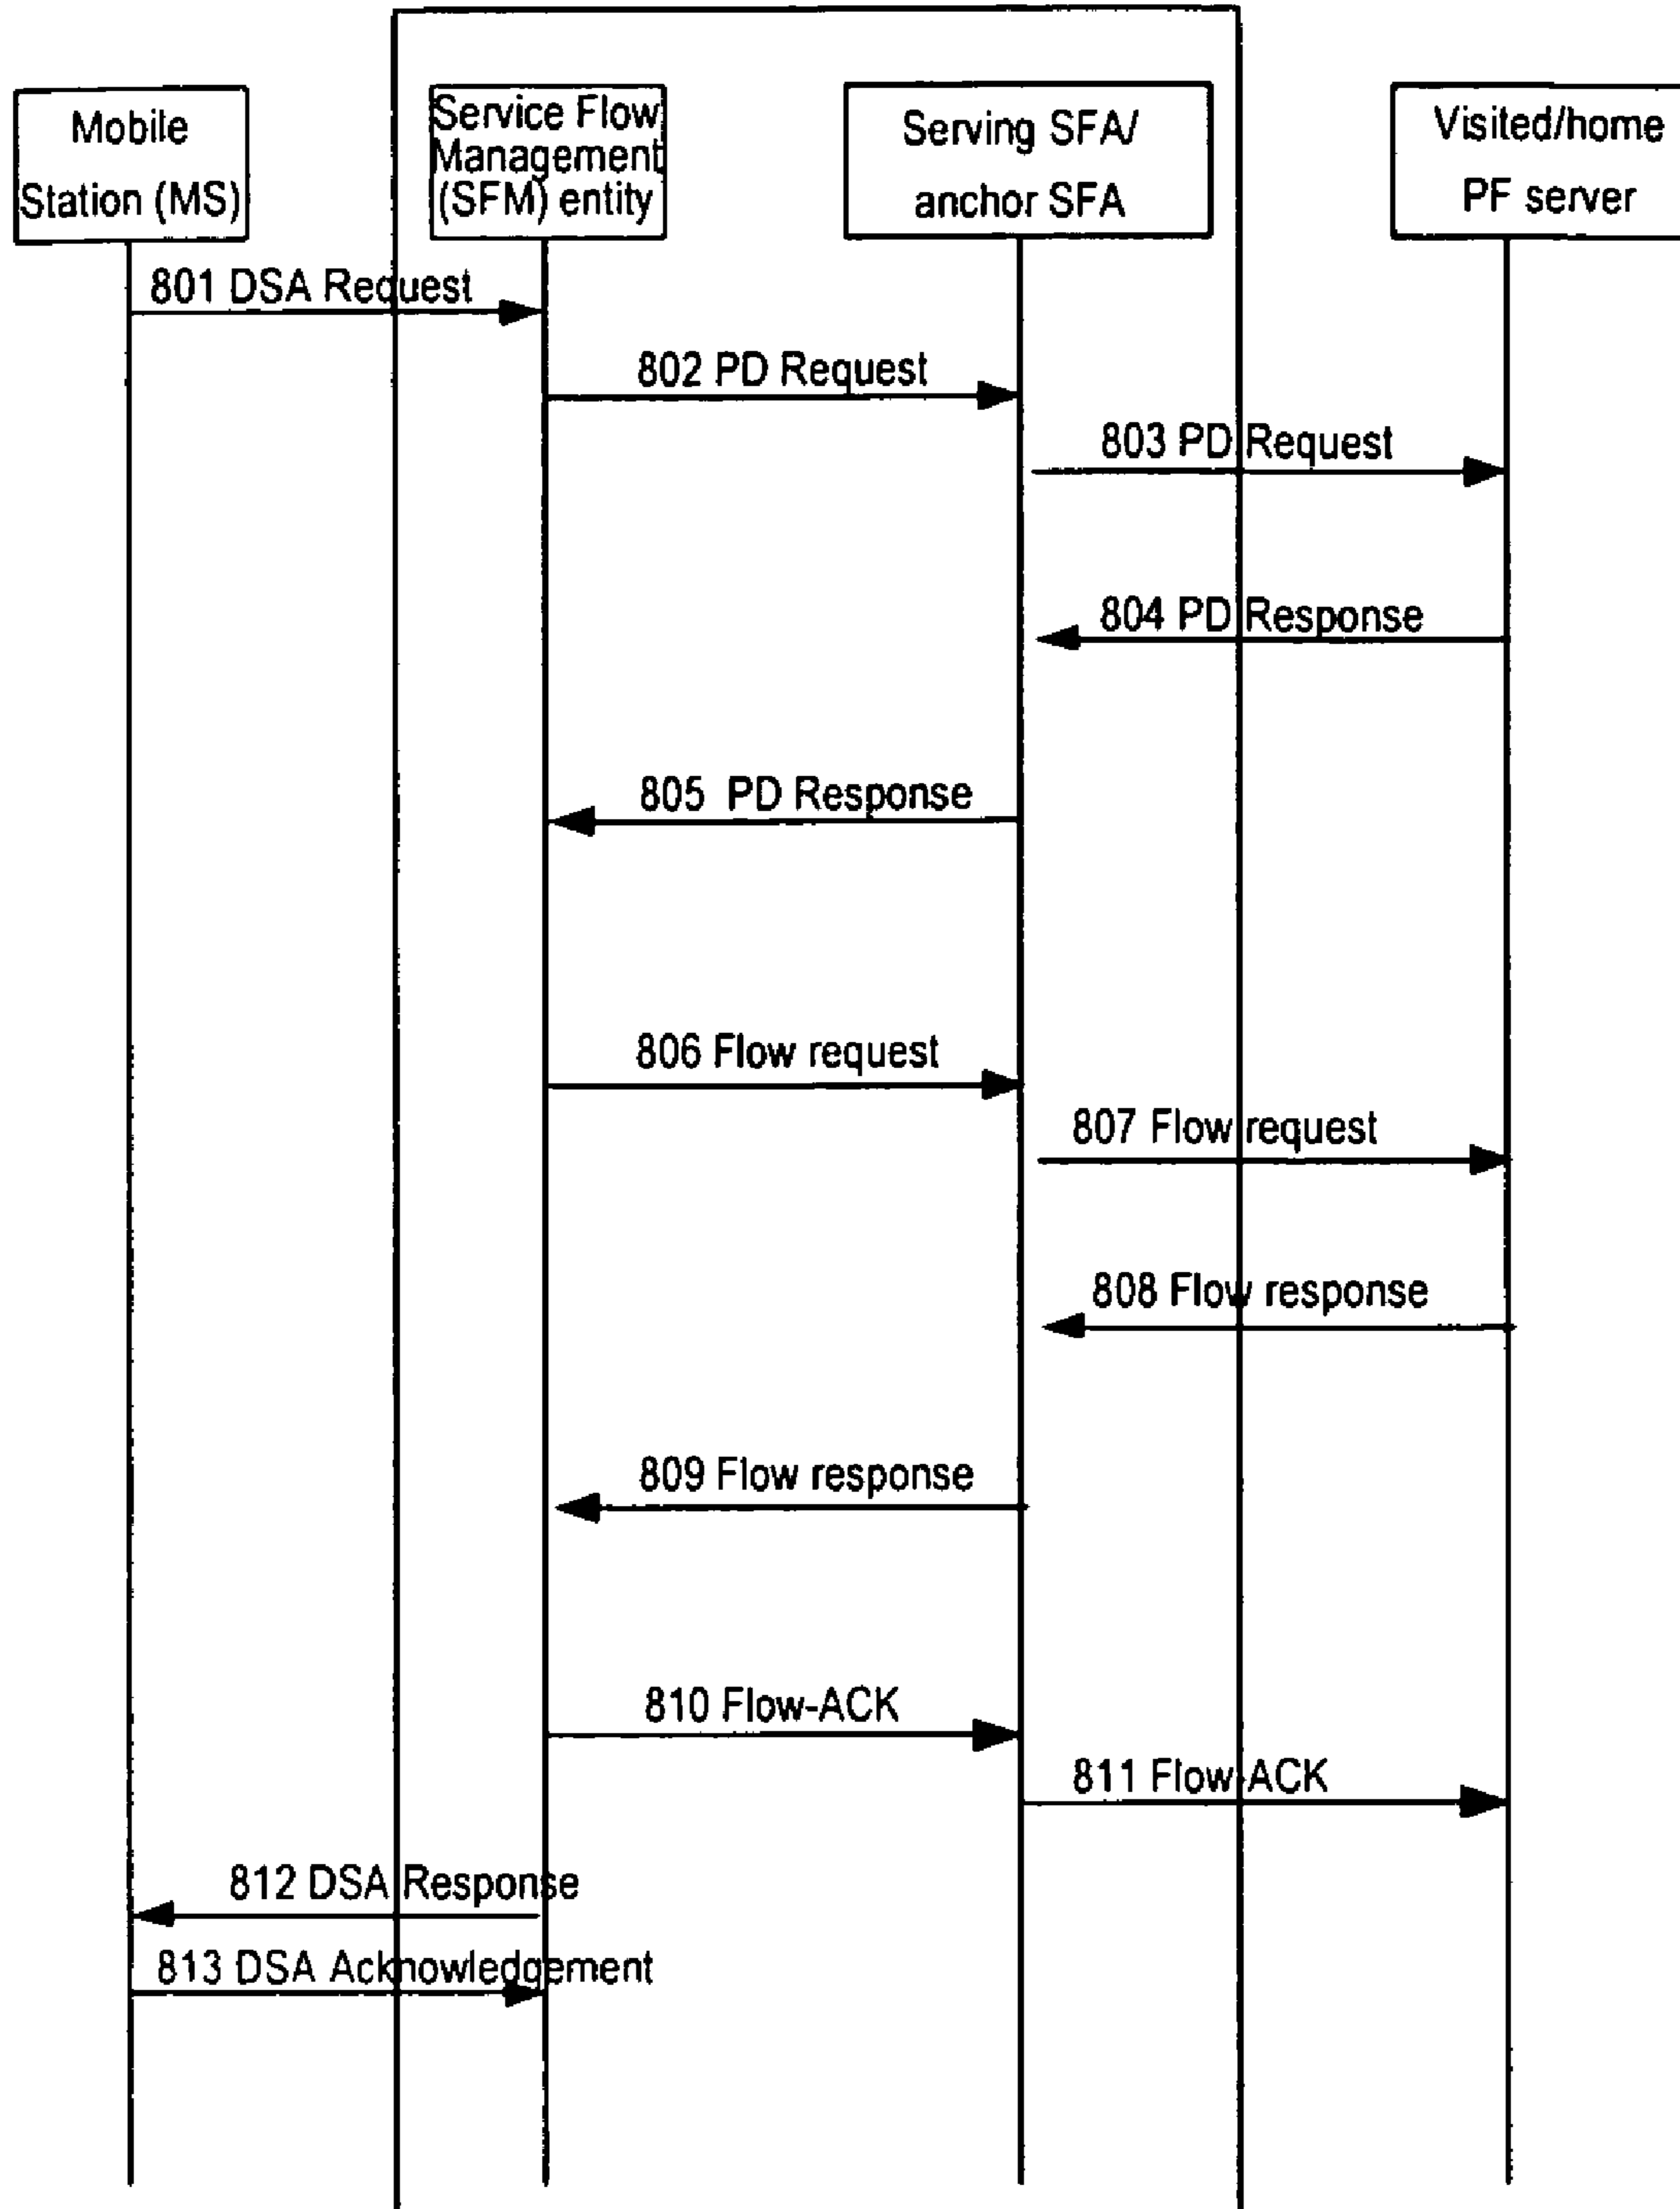 Mobile
Station (MS)
Service Flow
Management
(SFM) entity
Serving SFA/
anchor SFA
Visited/home
PF server
801 DSA Request
802 PD Request
803 PD Request
804 PD Response
805 PD Response
806 Flow request
807 Flow request
808 Flow response
809 Flow response
810 Flow-ACK
811 Flow-ACK
812 DSA Response
813 DSA Acknowledgement